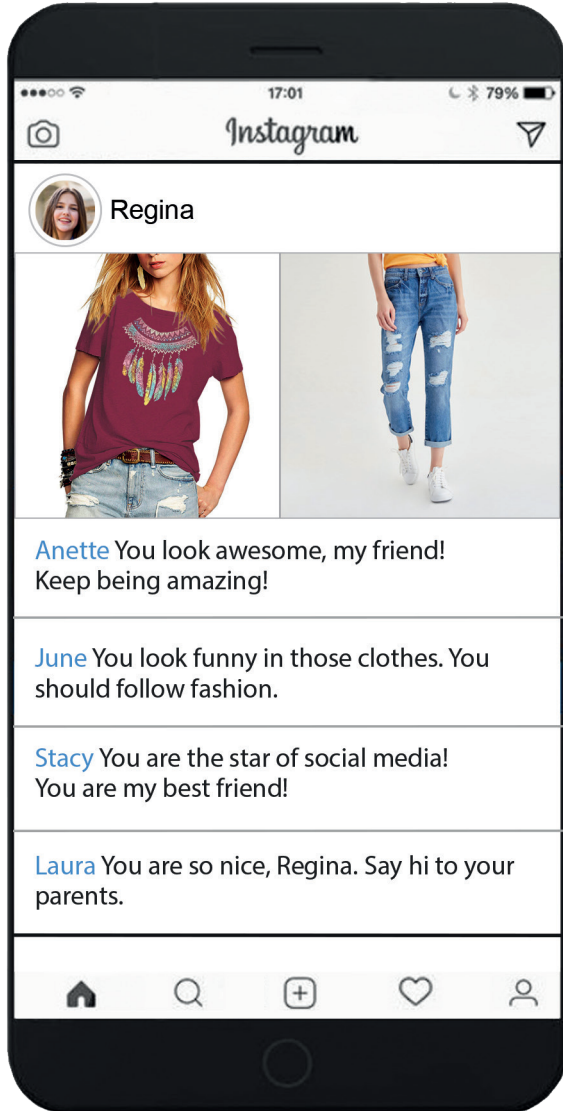 17:01
79%
Instagram
Regina
Anette You look awesome, my friend!
Keep being amazing!
June You look funny in those clothes. You
should follow fashion.
Stacy You are the star of social media!
You are my best friend!
Laura You are so nice, Regina. Say hi to your
parents.